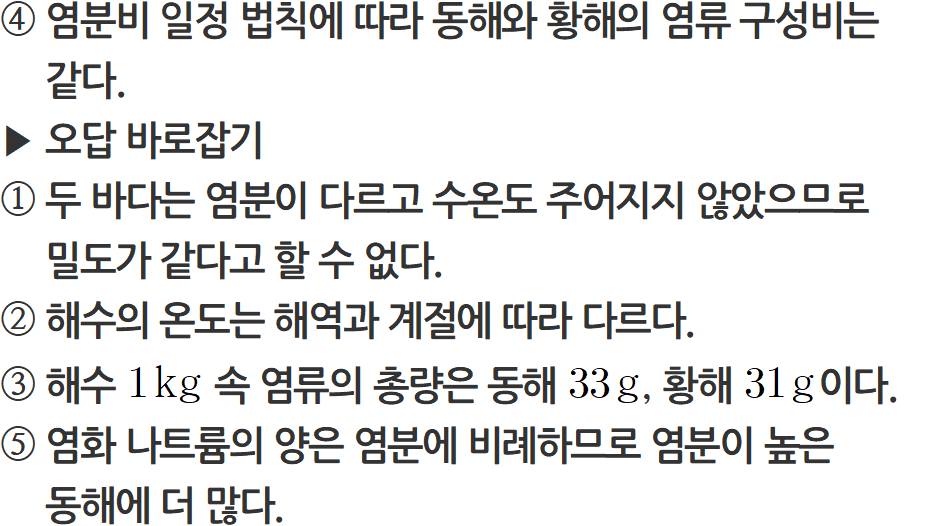 ④ 염분비 일정 법칙에 따라 동해와 황해의 염류 구성비는
같다.
▶ 오답 바로잡기
① 두 바다는 염분이 다르고 수온도 주어지지 않았으므로
밀도가 같다고 할 수 없다.
② 해수의 온도는 해역과 계절에 따라 다르다.
③ 해수 1 kg 속 염류의 총량은 동해 33 g, 황해 31 g이다.
⑤ 염화 나트륨의 양은 염분에 비례하므로 염분이 높은
동해에 더 많다.